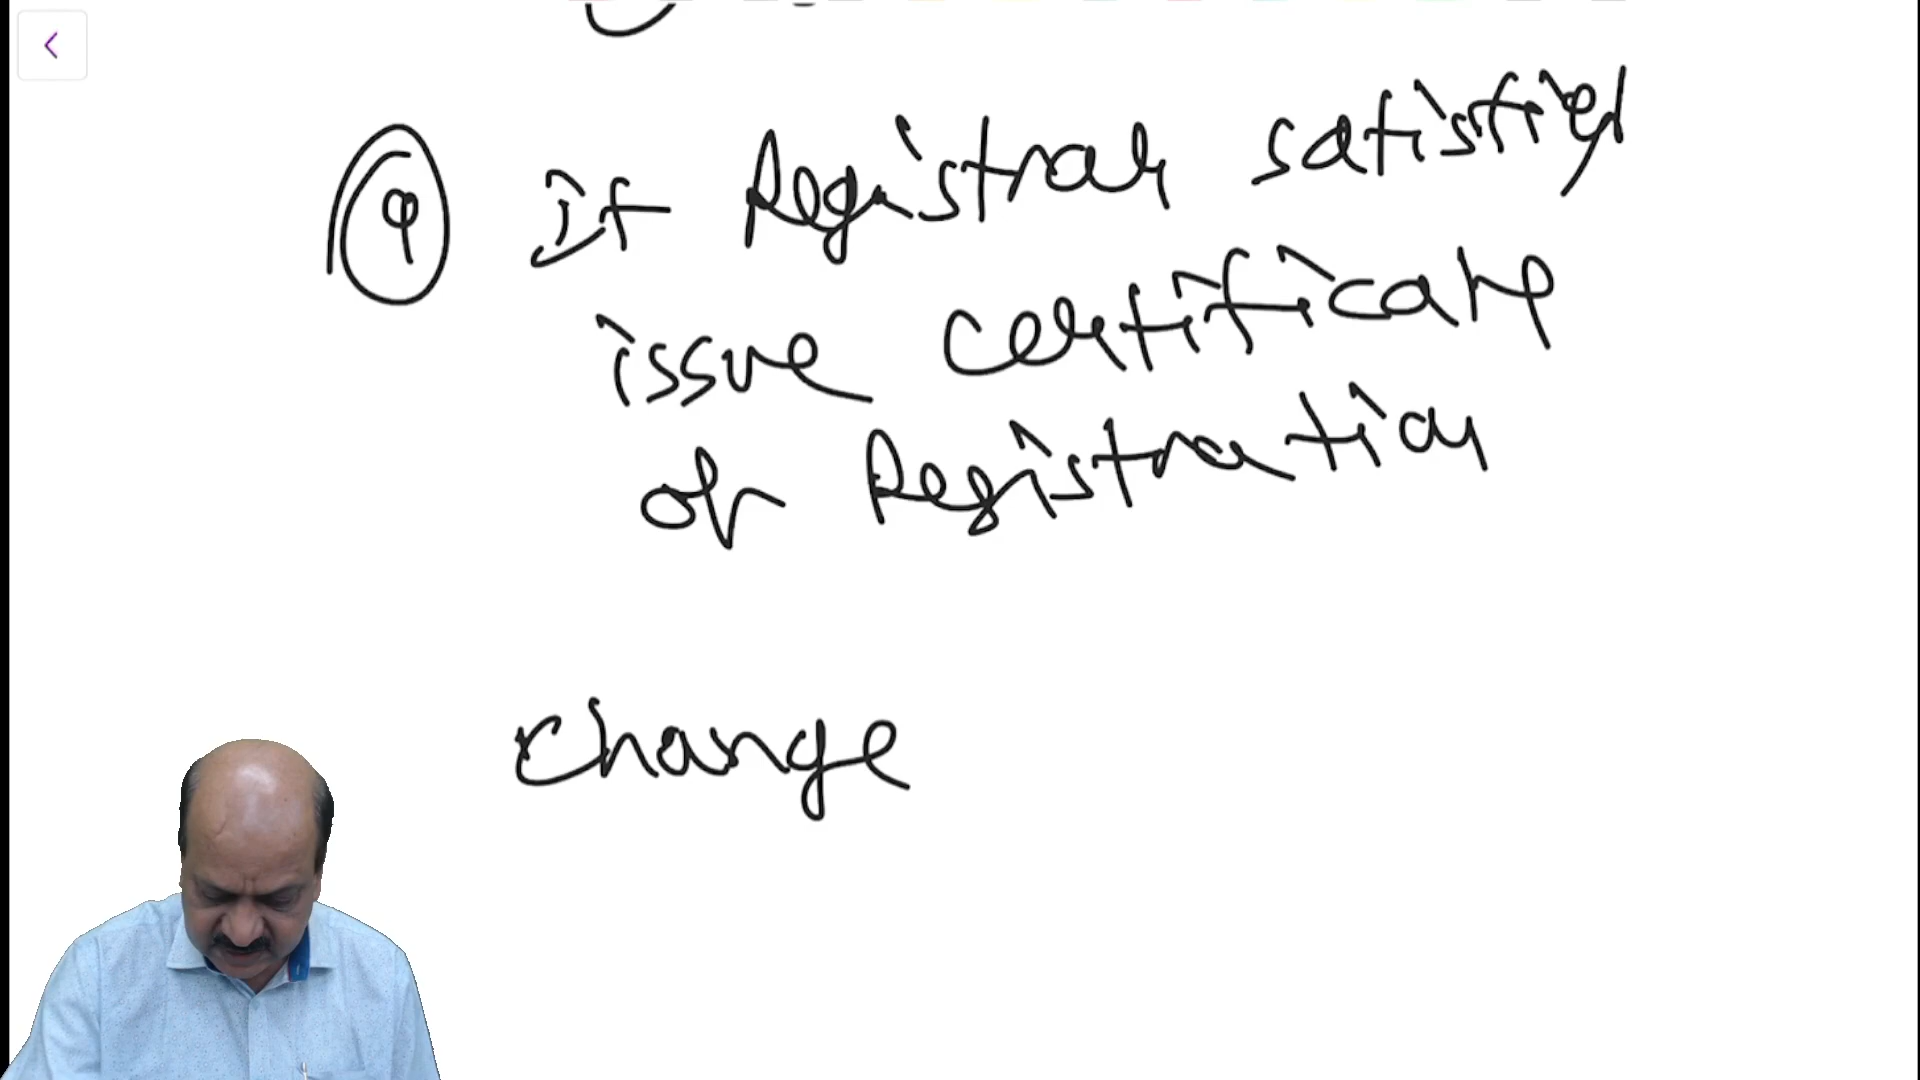 9 If Registrar satisfied
issue certificate
of Registration
change